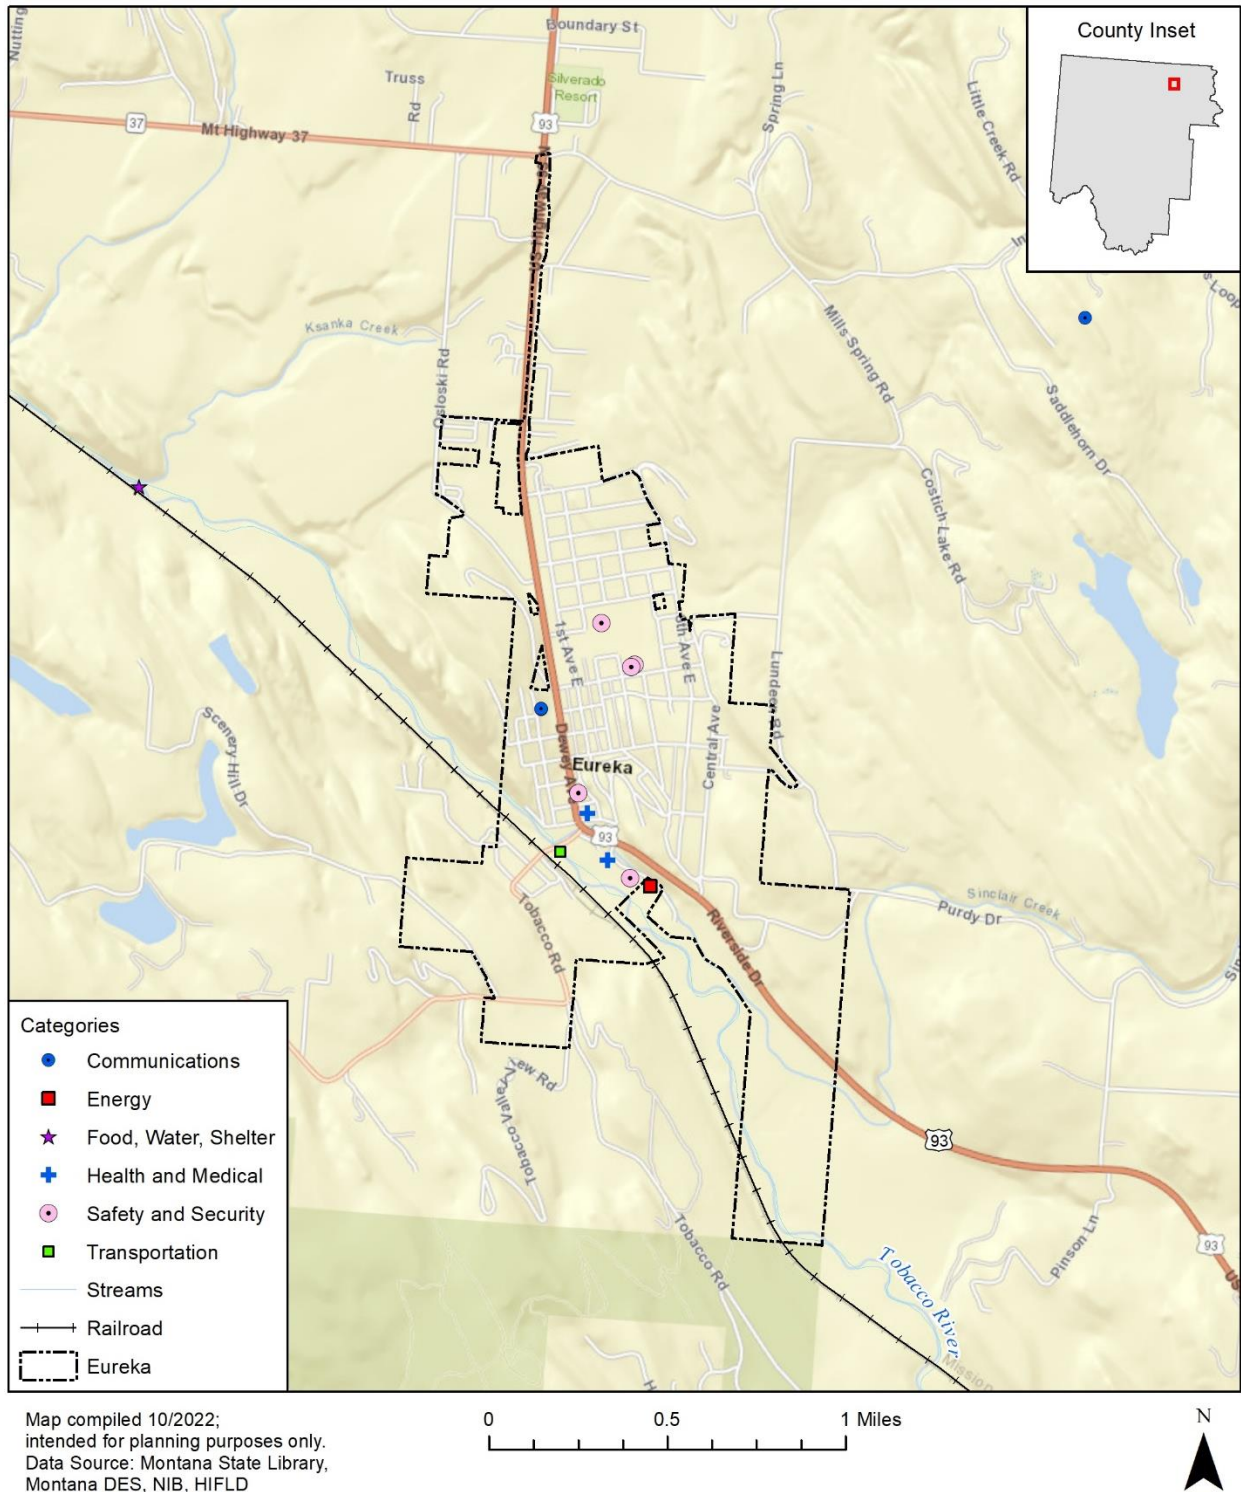 Nutting
Boundary St
County Inset
Truss
Rd
Silverado
Resort
Spring Ln
Little Creek Rd
37
Mt Highway 37
93
US Highway 93 N
Ksanka Creek
Osloski Rd
Mills Spring Rd
Saddlehorn Dr
Costich Lake Rd
1st Ave E
Lundeen Rd
Central Ave
Scenery Hill Dr
Dewey Ave
Eureka
93
Tobacco Rd
Riverside Dr
Sinclair Creek
Purdy Dr
93
Tobacco Rd
Pinson Ln
93
Tobacco River
Categories
Communications
Energy
Food, Water, Shelter
Health and Medical
Safety and Security
Transportation
Streams
Railroad
Eureka
Map compiled 10/2022;
intended for planning purposes only.
Data Source: Montana State Library,
Montana DES, NIB, HIFLD
0 0.5 1 Miles
N